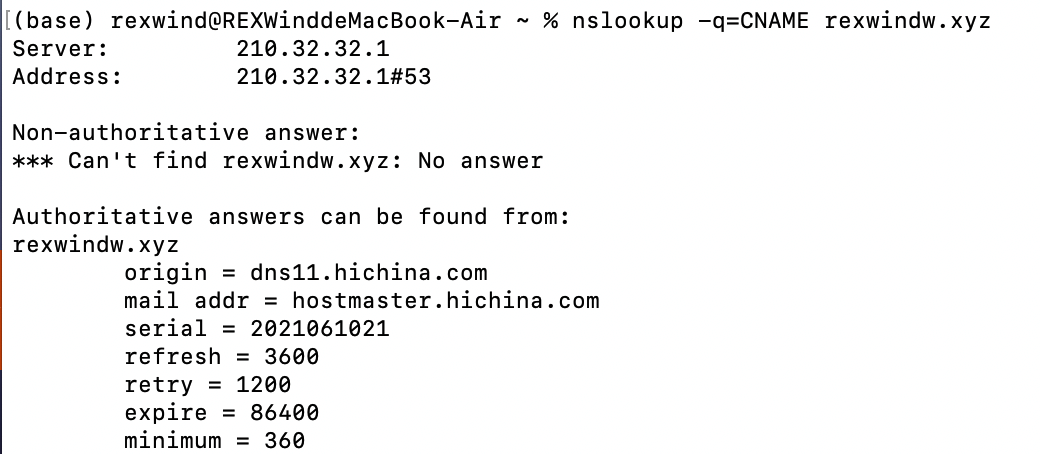 [(base) rexwind@REXWinddeMacBook-Air ~ % nslookup -q=CNAME rexwindw.xyz
Server:		210.32.32.1
Address:	210.32.32.1#53

Non-authoritative answer:
*** Can't find rexwindw.xyz: No answer

Authoritative answers can be found from:
rexwindw.xyz
	origin = dns11.hichina.com
	mail addr = hostmaster.hichina.com
	serial = 2021061021
	refresh = 3600
	retry = 1200
	expire = 86400
	minimum = 360